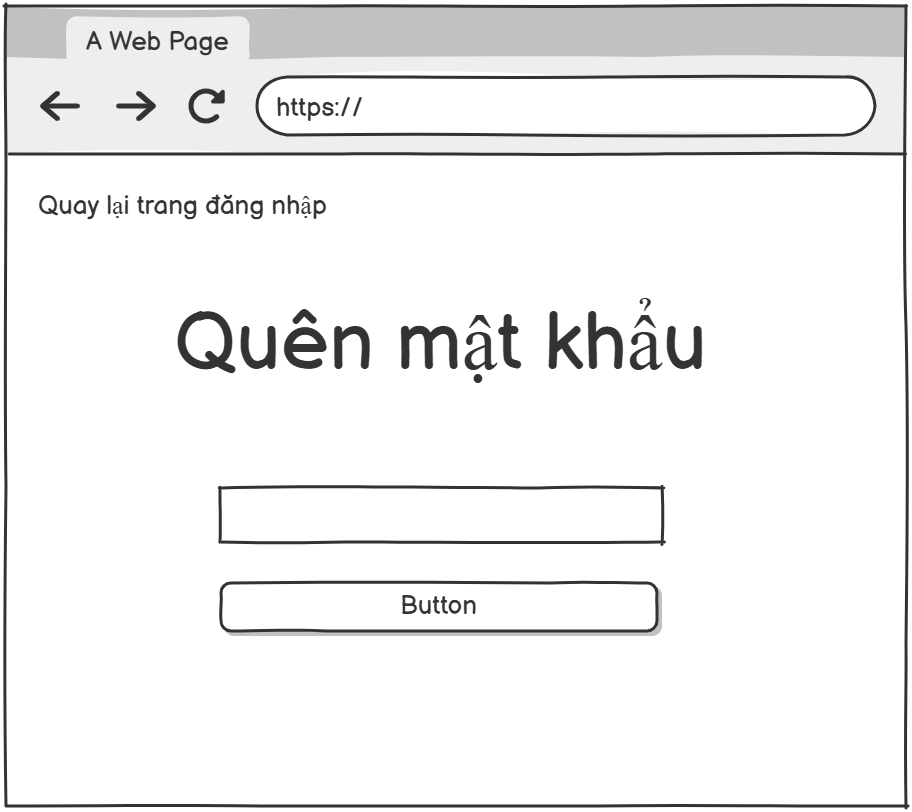 A Web Page
https://
Quay lại trang đăng nhập
Quên mật khẩu
Button